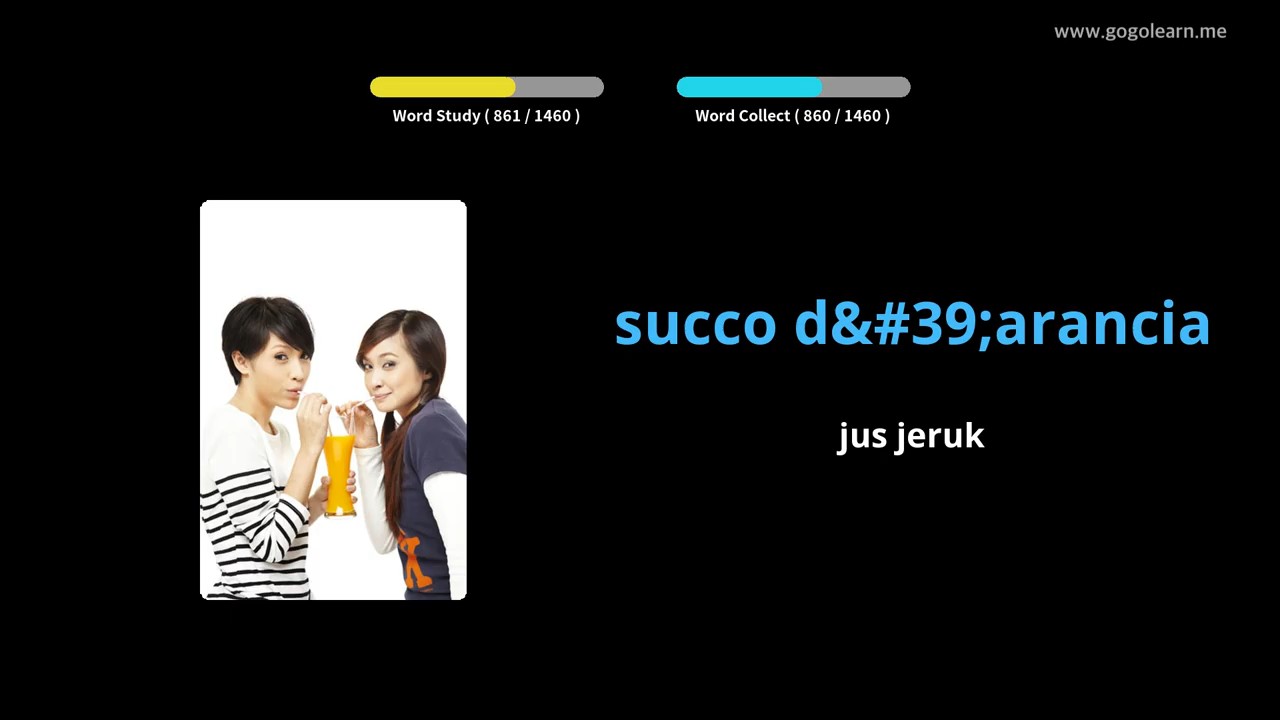 www.gogolearn.me
Word Study ( 861 / 1460 )
Word Collect ( 860 / 1460 )
succo d&#39;arancia
jus jeruk